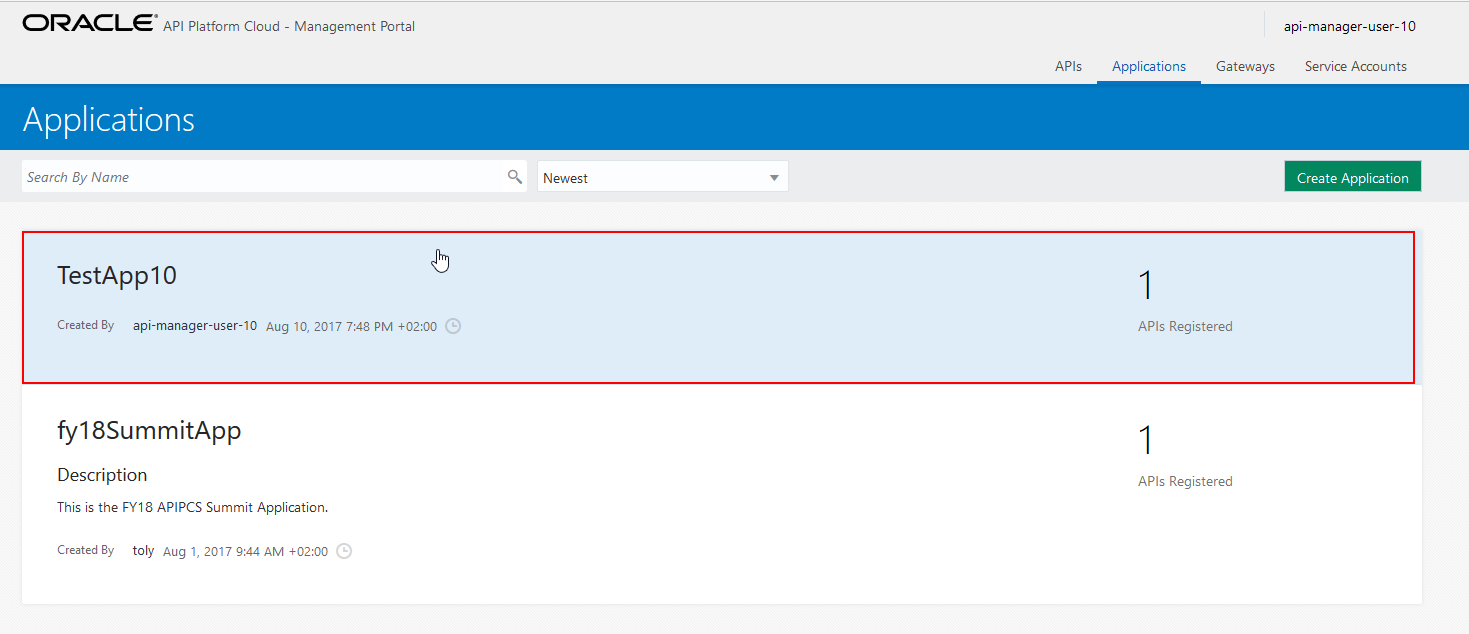 ORACLE® API Platform Cloud - Management Portal
api-manager-user-10
APIs Applications Gateways Service Accounts
Applications
Search By Name
Newest
Create Application
TestApp10
1
Created By api-manager-user-10 Aug 10, 2017 7:48 PM +02:00
APIs Registered
fy18SummitApp
1
Description
APIs Registered
This is the FY18 APIPCS Summit Application.
Created By toly Aug 1, 2017 9:44 AM +02:00